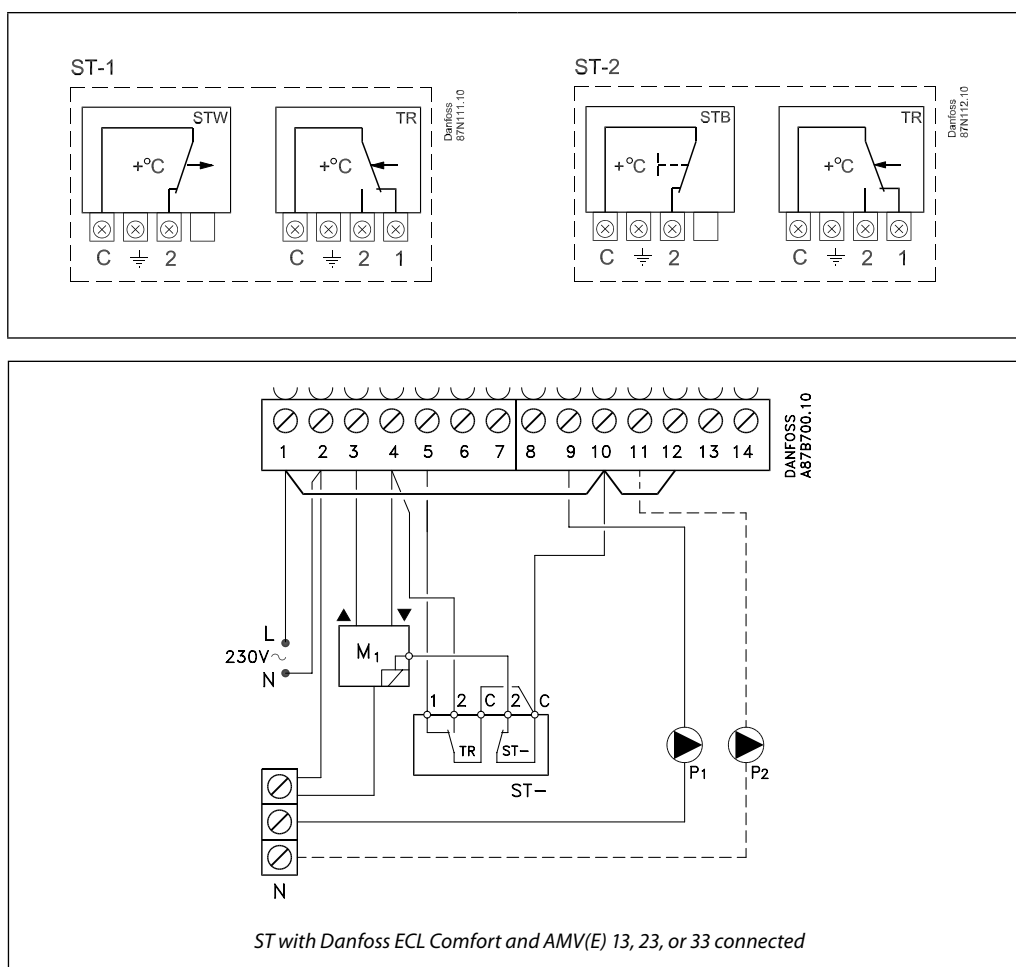 ST-1
STW
+°C
C 2
TR
+°C
C 2 1
Danfoss
87N111.10
ST-2
STB
+°C
C 2
TR
+°C
C 2 1
Danfoss
87N112.10
1 2 3 4 5 6 7 8 9 10 11 12 13 14
DANFOSS
A87B700.10
L
230V~
N
M1
1 2 C 2 C
TR ST-
ST-
P1 P2
N
ST with Danfoss ECL Comfort and AMV(E) 13, 23, or 33 connected